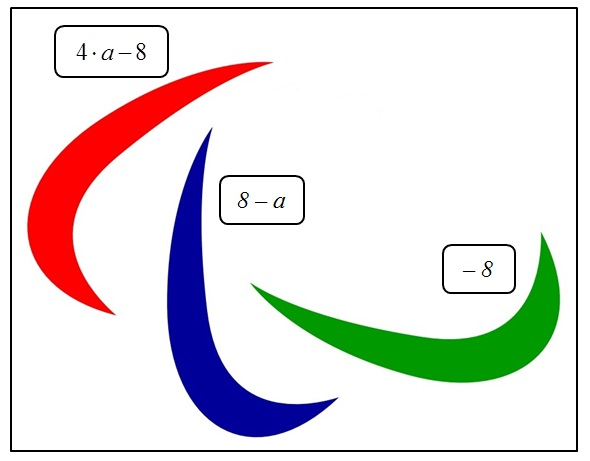 4 · a – 8
8 – a
– 8